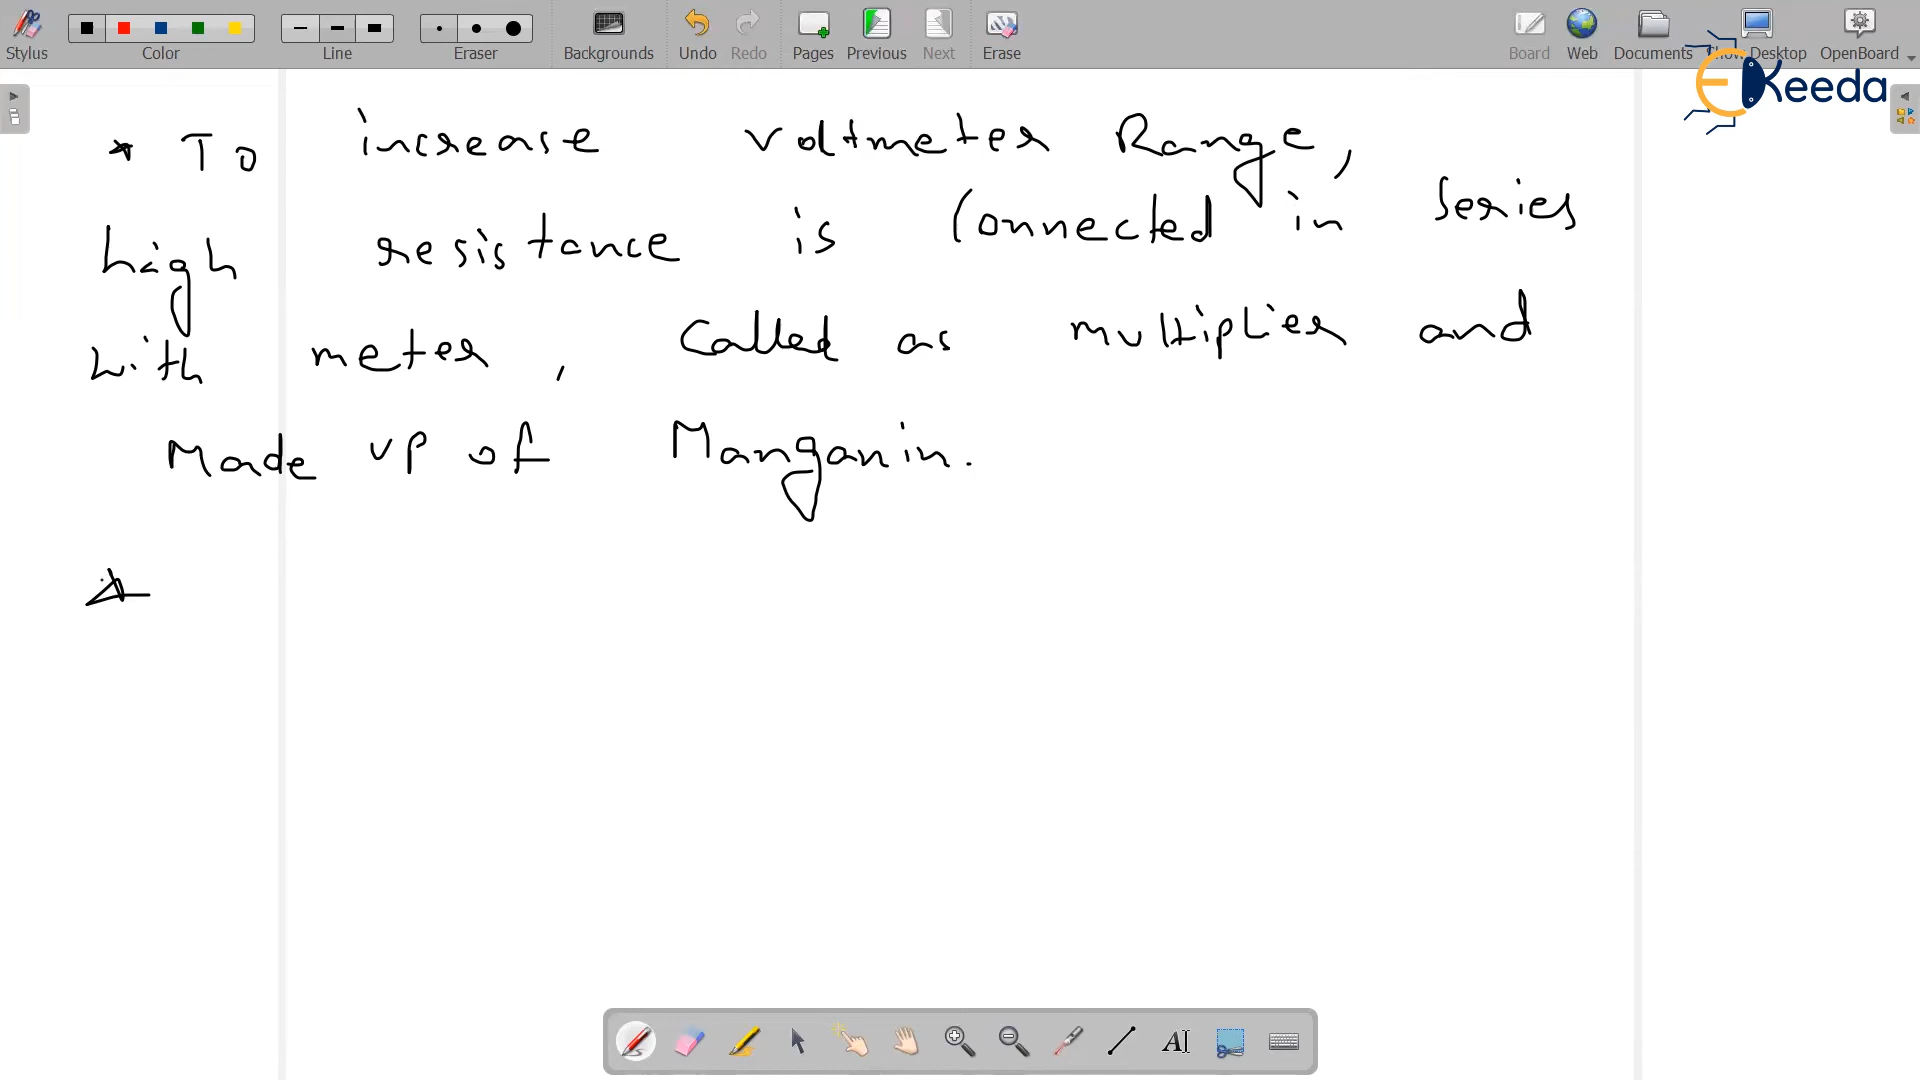 Stylus Color Line Eraser Backgrounds Undo Redo Pages Previous Next Erase Board Web Documents Show Desktop OpenBoard
EKeeda
* To increase voltmeter Range,
high resistance is Connected in series
with meter, Called as multiplier and
Made up of Manganin.
*